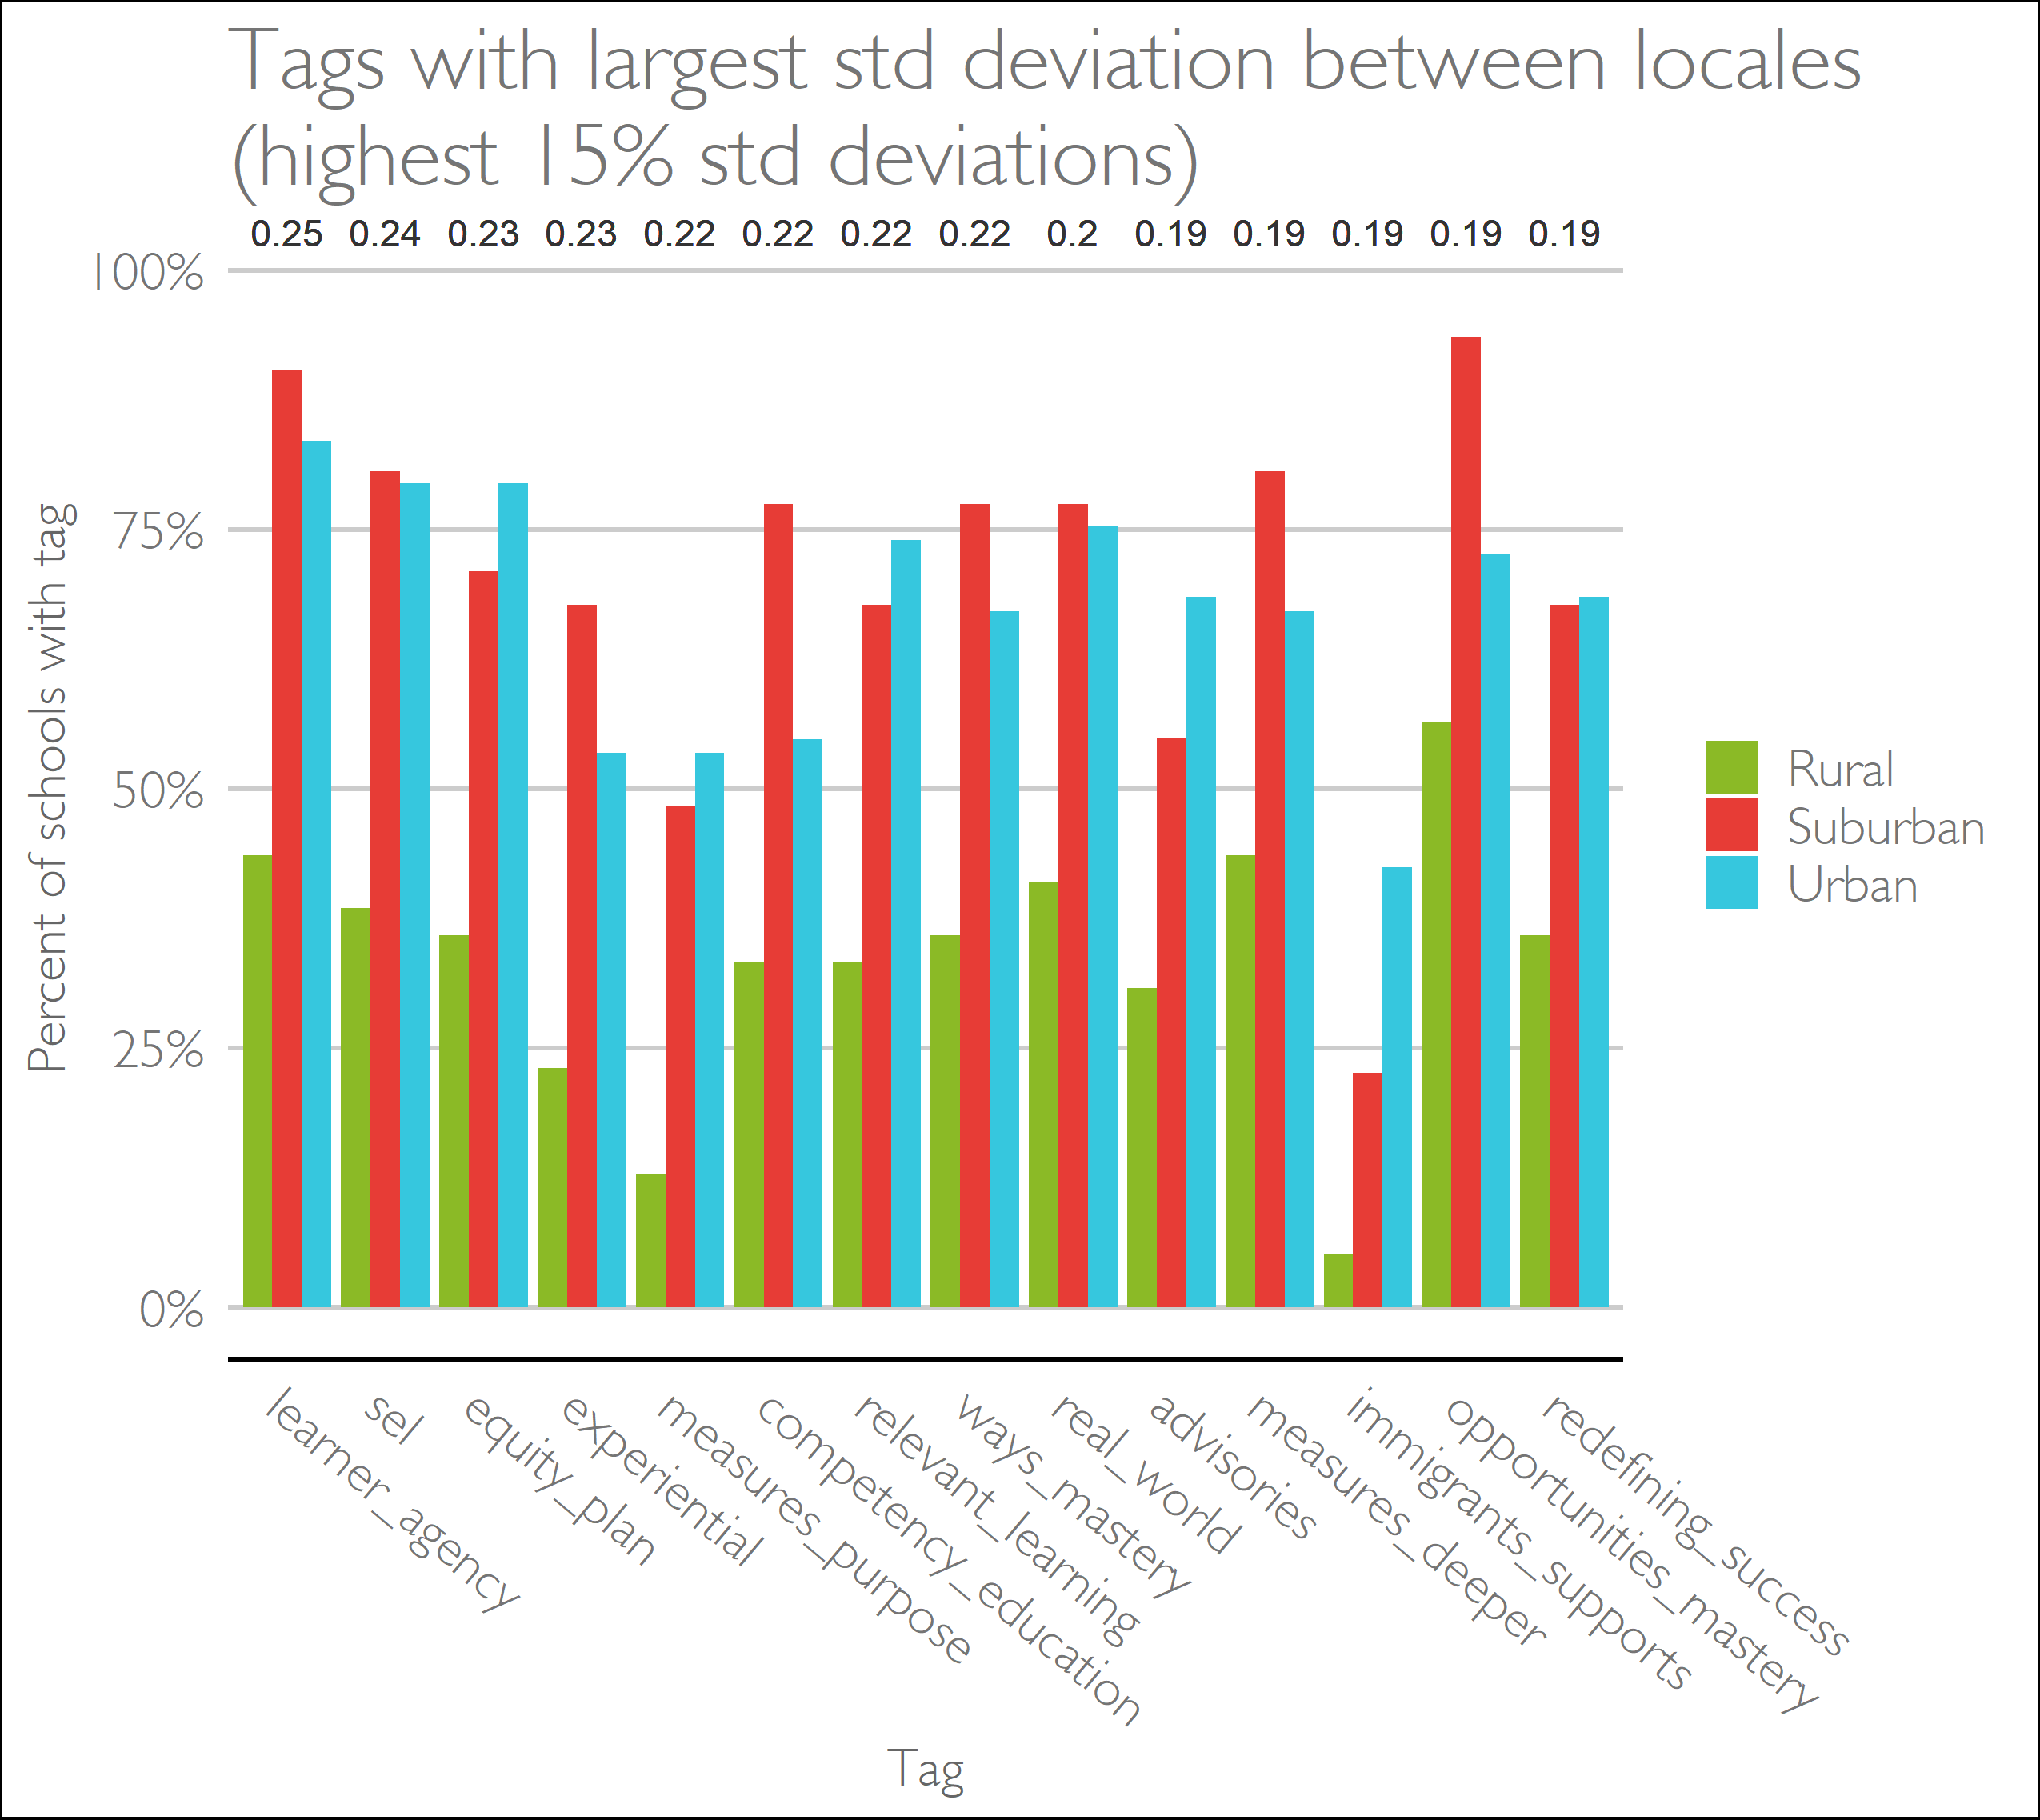 Tags with largest std deviation between locales
(highest 15% std deviations)
0.25 0.24 0.23 0.23 0.22 0.22 0.22 0.22 0.2 0.19 0.19 0.19 0.19 0.19
100%
75%
50%
25%
0%
Percent of schools with tag
Rural
Suburban
Urban
learner_agency
sel
equity_plan
experiential
measures_purpose
competency_education
relevant_learning
ways_mastery
real_world
advisories
measures_deeper
immigrants_supports
opportunities_mastery
redefining_success
Tag